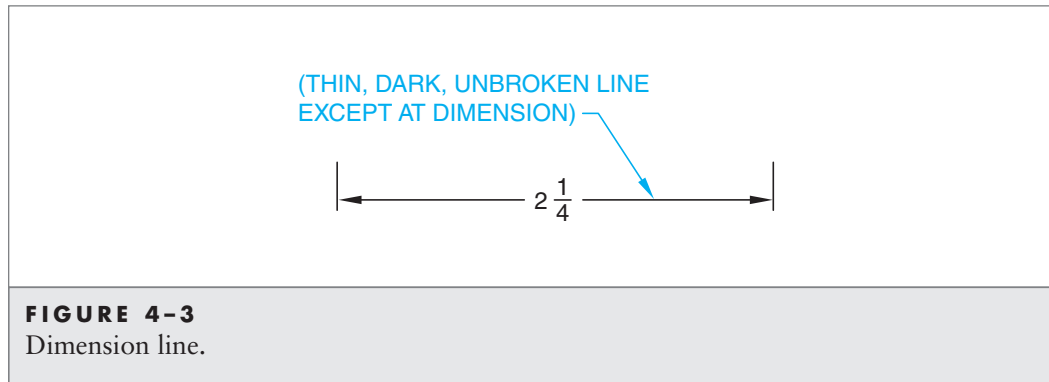 (THIN, DARK, UNBROKEN LINE
EXCEPT AT DIMENSION)
2 1/4
FIGURE 4–3
Dimension line.